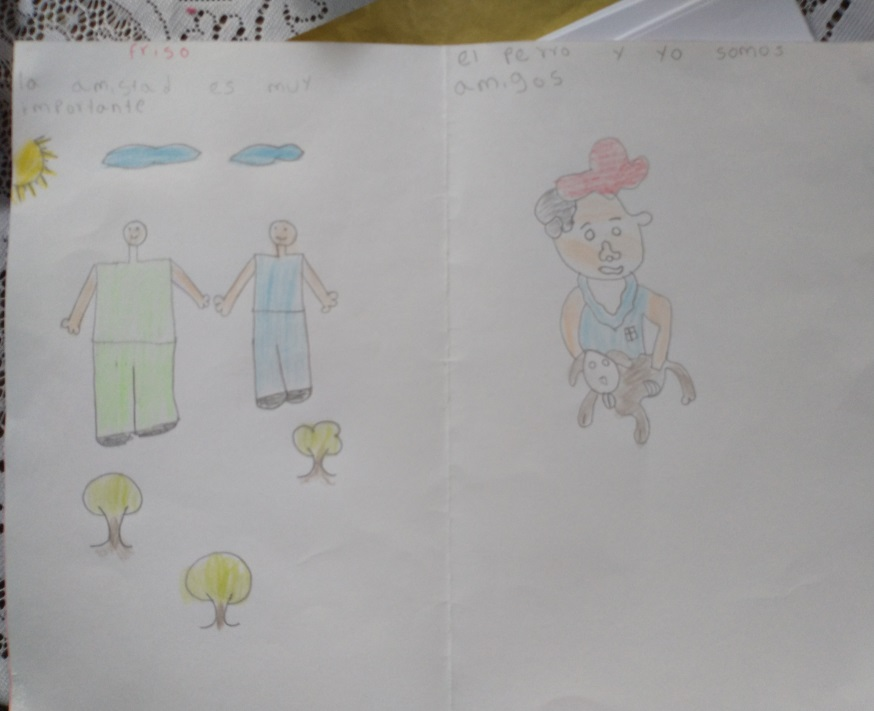 Friso
la amistad es muy
importante
el perro y yo somos
amigos